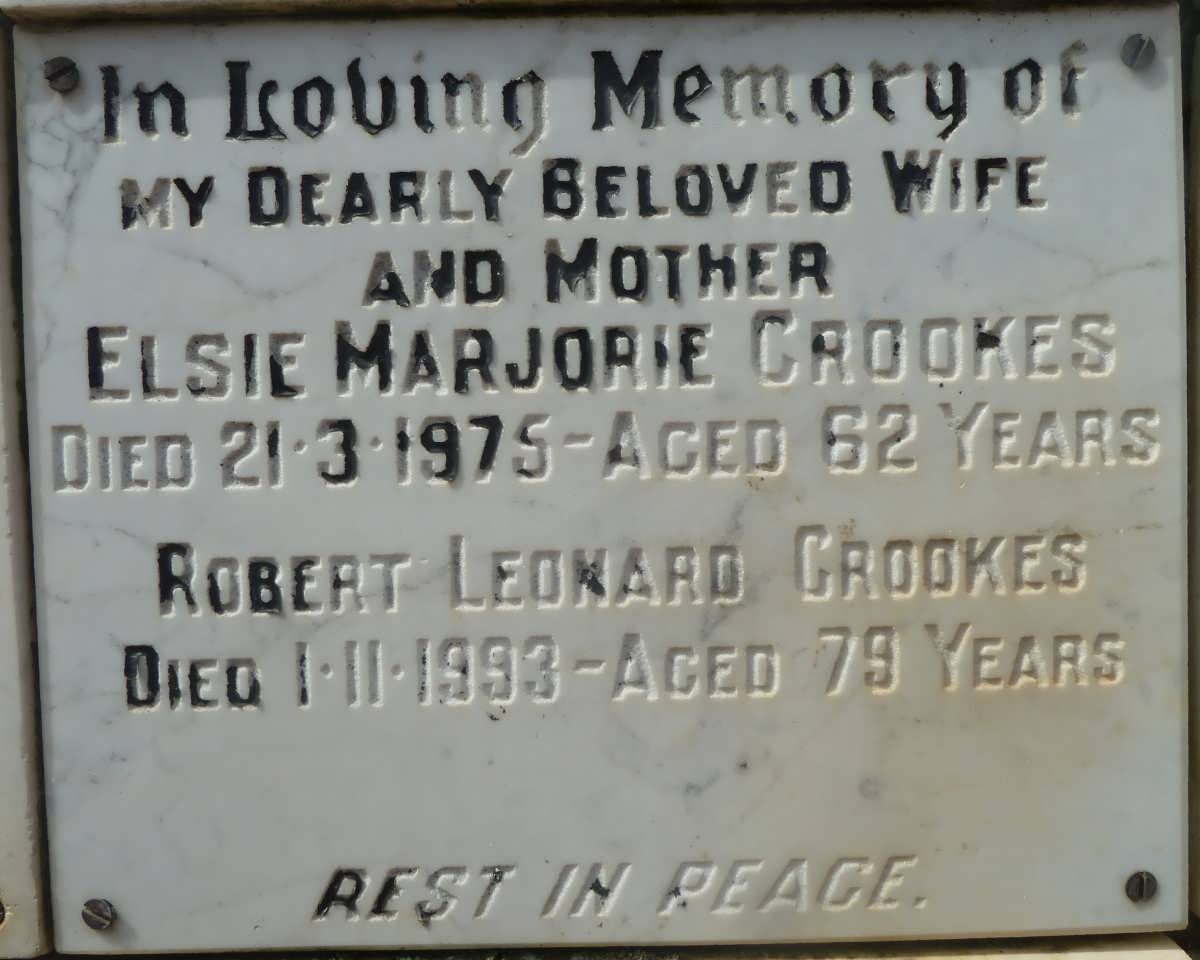 In Loving Memory of
MY DEARLY BELOVED WIFE
AND MOTHER
ELSIE MARJORIE CROOKES
DIED 21·3·1975-AGED 62 YEARS
ROBERT LEONARD CROOKES
DIED 1·11·1993-AGED 79 YEARS
REST IN PEACE.